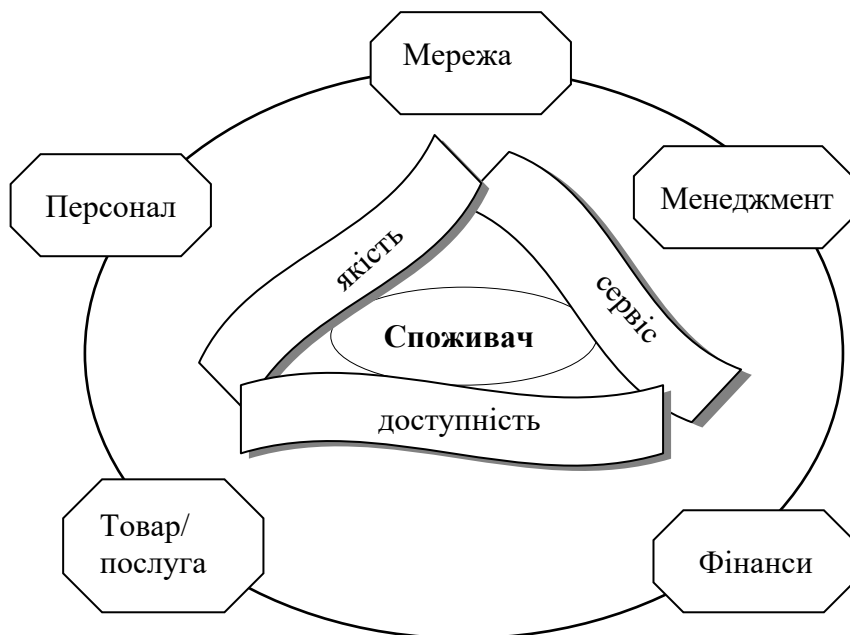 Мережа
Персонал
Менеджмент
якість
сервіс
Споживач
доступність
Товар/
послуга
Фінанси